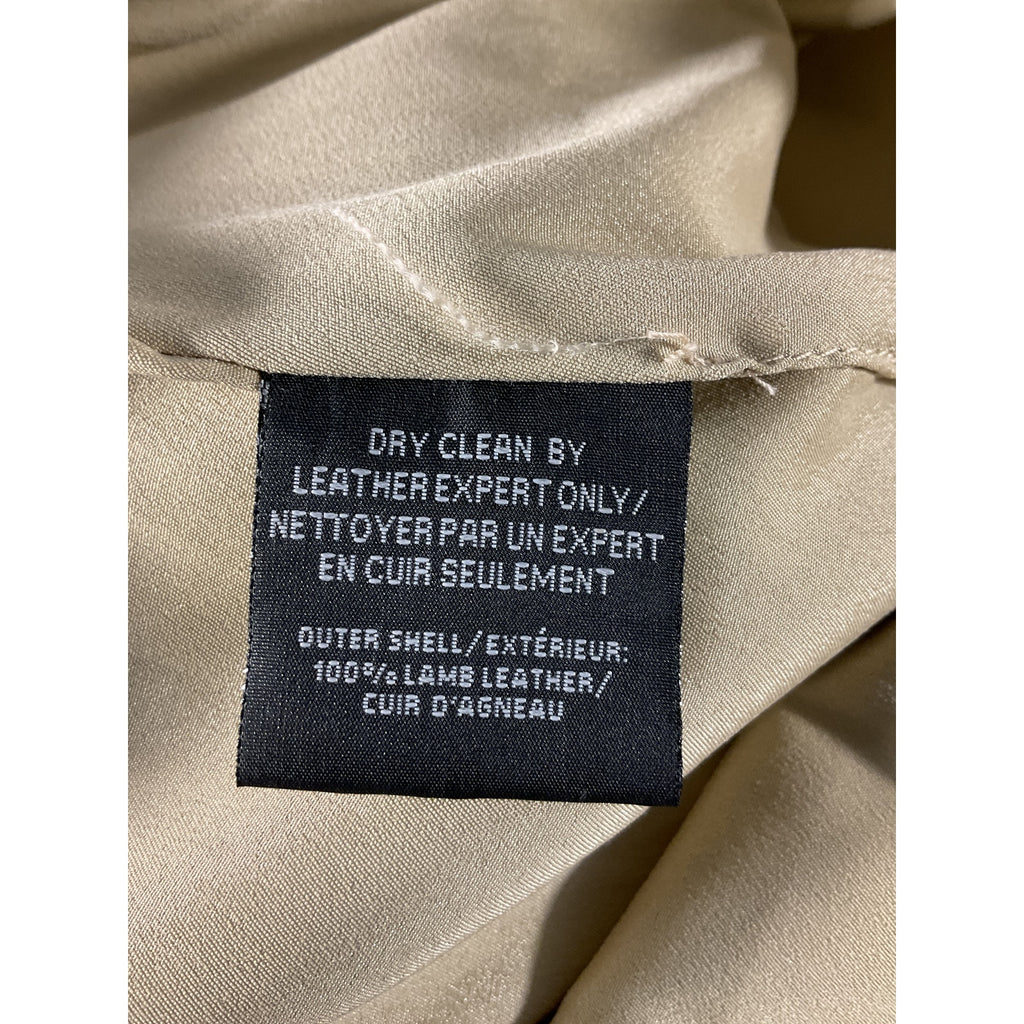 DRY CLEAN BY
LEATHER EXPERT ONLY/
NETTOYER PAR UN EXPERT
EN CUIR SEULEMENT
OUTER SHELL/EXTÉRIEUR:
100% LAMB LEATHER/
CUIR D'AGNEAU